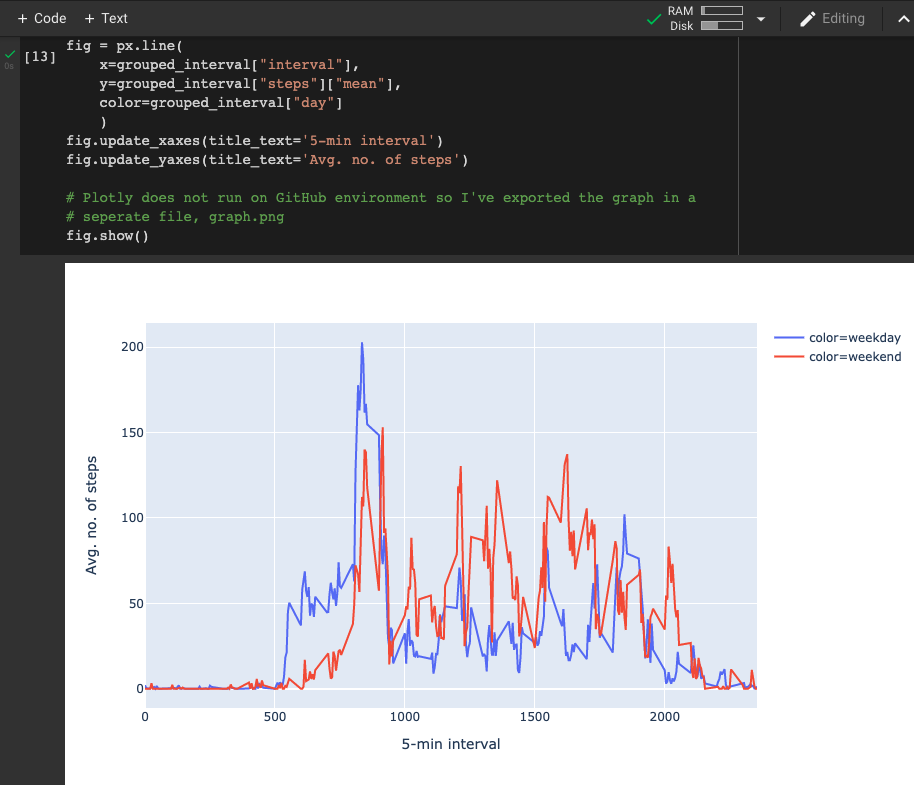 + Code + Text RAM Disk Editing
[13]
0s
fig = px.line(
x=grouped_interval["interval"],
y=grouped_interval["steps"]["mean"],
color=grouped_interval["day"]
)
fig.update_xaxes(title_text='5-min interval')
fig.update_yaxes(title_text='Avg. no. of steps')
# Plotly does not run on GitHub environment so I've exported the graph in a
# seperate file, graph.png
fig.show()
color=weekday
color=weekend
200
150
100
50
0
Avg. no. of steps
0 500 1000 1500 2000
5-min interval